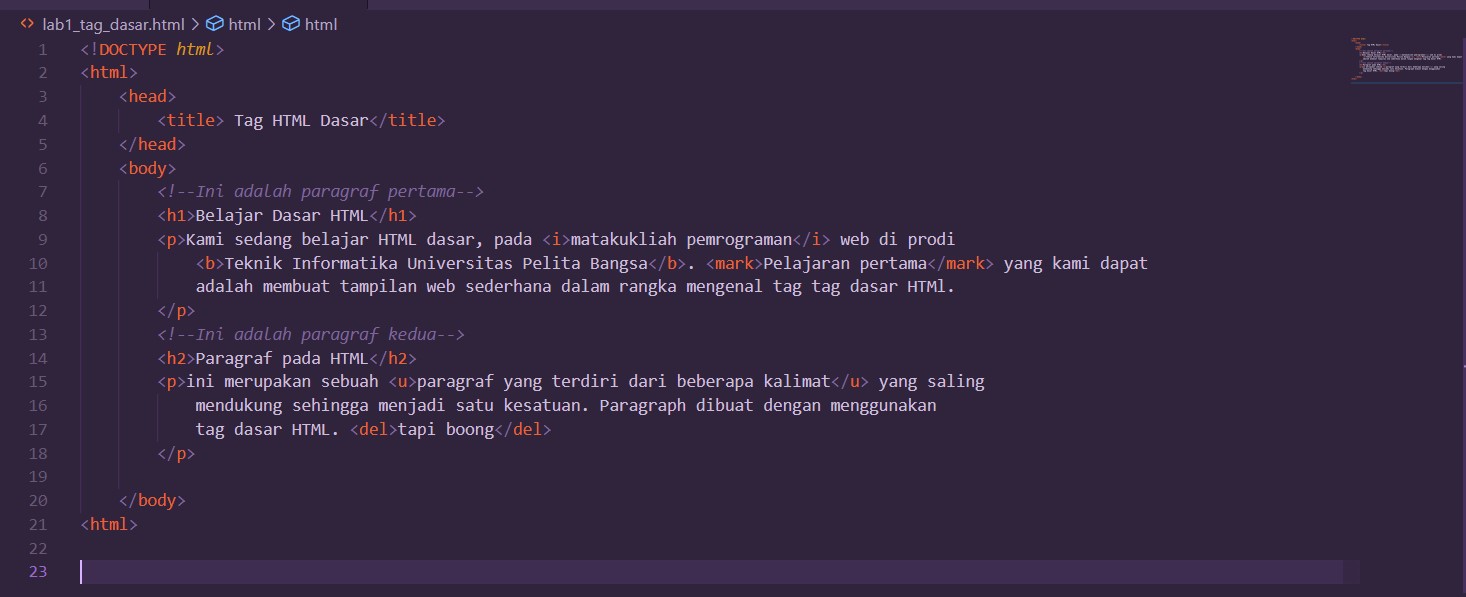 lab1_tag_dasar.html > html > html
1 <!DOCTYPE html>
2 <html>
3 <head>
4 <title> Tag HTML Dasar</title>
5 </head>
6 <body>
7 <!--Ini adalah paragraf pertama-->
8 <h1>Belajar Dasar HTML</h1>
9 <p>Kami sedang belajar HTML dasar, pada <i>matakukliah pemrograman</i> web di prodi
10 <b>Teknik Informatika Universitas Pelita Bangsa</b>. <mark>Pelajaran pertama</mark> yang kami dapat
11 adalah membuat tampilan web sederhana dalam rangka mengenal tag tag dasar HTMl.
12 </p>
13 <!--Ini adalah paragraf kedua-->
14 <h2>Paragraf pada HTML</h2>
15 <p>ini merupakan sebuah <u>paragraf yang terdiri dari beberapa kalimat</u> yang saling
16 mendukung sehingga menjadi satu kesatuan. Paragraph dibuat dengan menggunakan
17 tag dasar HTML. <del>tapi boong</del>
18 </p>
19
20 </body>
21 <html>
22
23